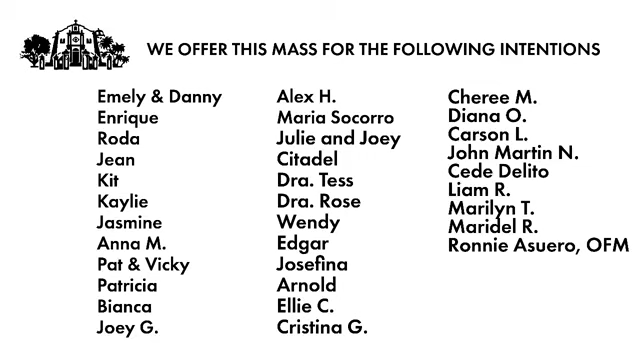 WE OFFER THIS MASS FOR THE FOLLOWING INTENTIONS
Emely & Danny
Enrique
Roda
Jean
Kit
Kaylie
Jasmine
Anna M.
Pat & Vicky
Patricia
Bianca
Joey G.
Alex H.
Maria Socorro
Julie and Joey
Citadel
Dra. Tess
Dra. Rose
Wendy
Edgar
Josefina
Arnold
Ellie C.
Cristina G.
Cheree M.
Diana O.
Carson L.
John Martin N.
Cede Delito
Liam R.
Marilyn T.
Maridel R.
Ronnie Asuero, OFM